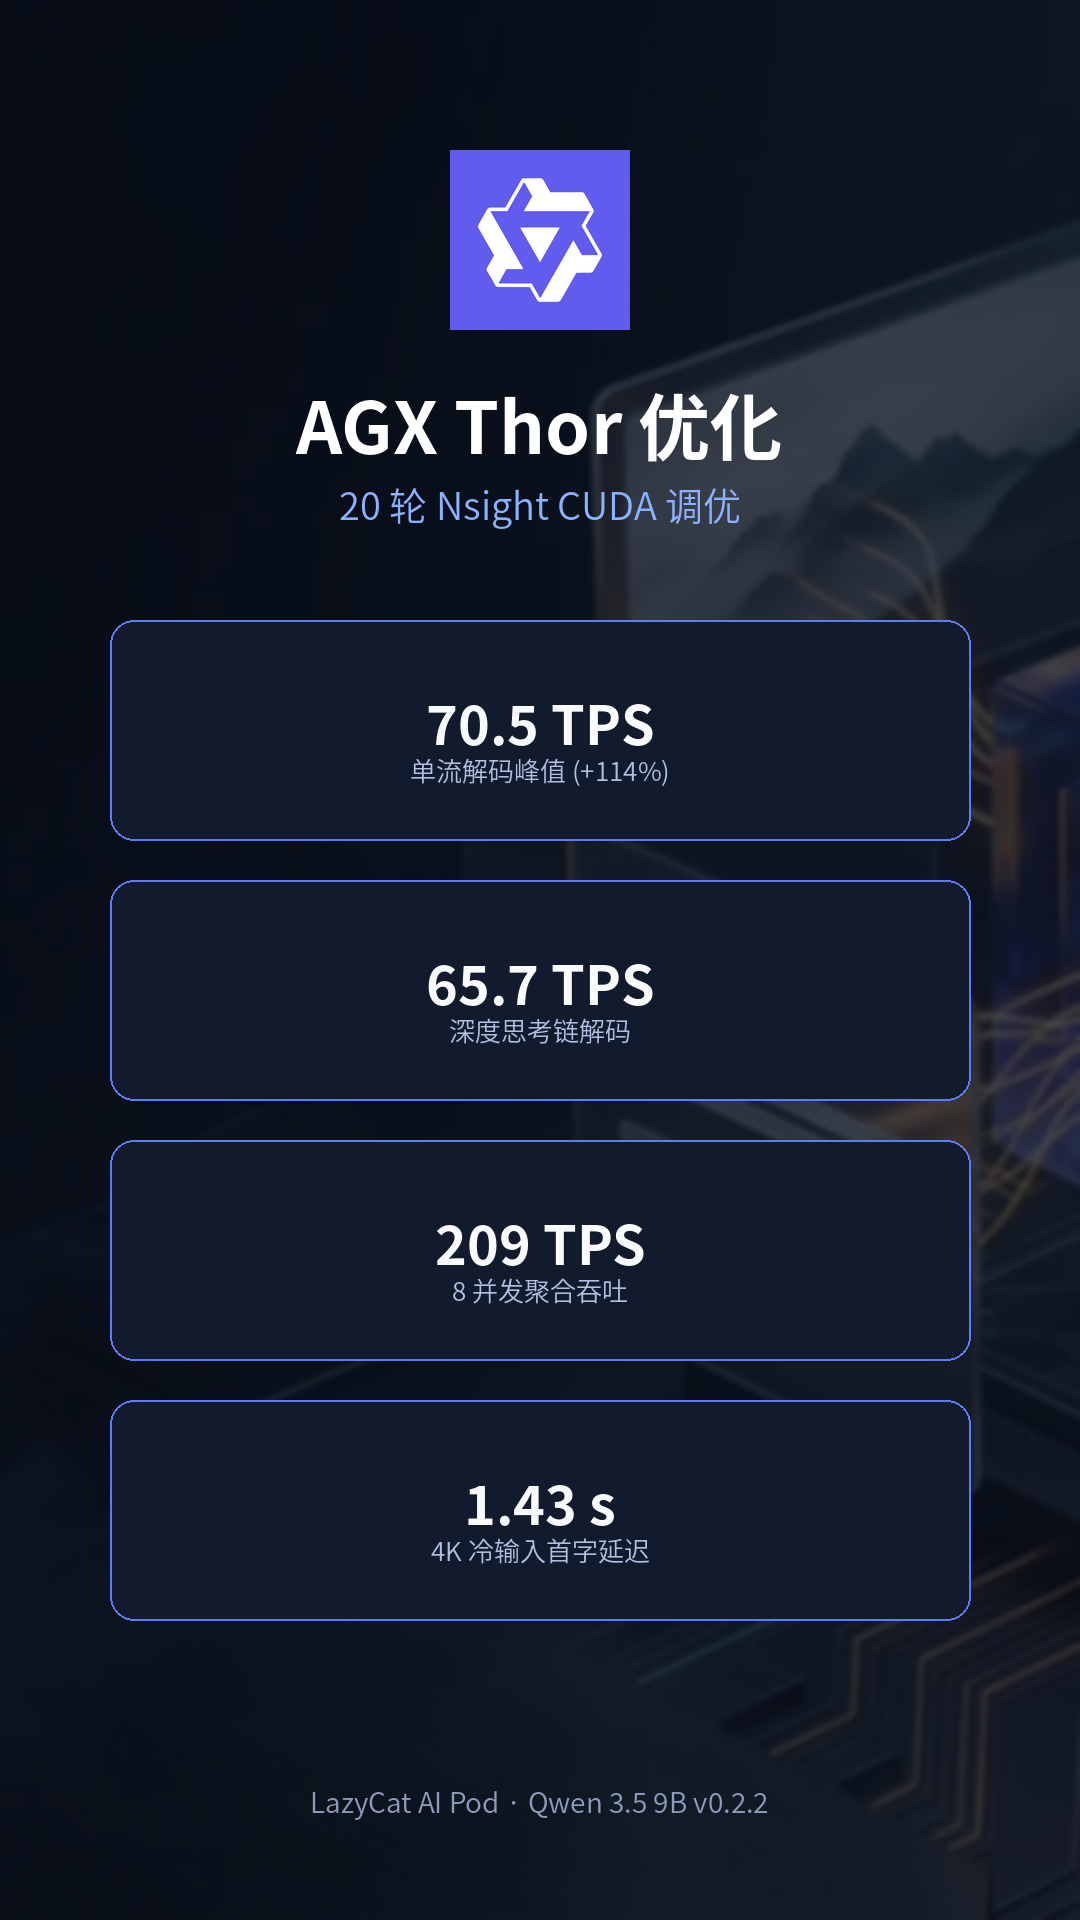 AGX Thor 优化
20 轮 Nsight CUDA 调优
70.5 TPS
单流解码峰值 (+114%)
65.7 TPS
深度思考链解码
209 TPS
8 并发聚合吞吐
1.43 s
4K 冷输入首字延迟
LazyCat AI Pod · Qwen 3.5 9B v0.2.2